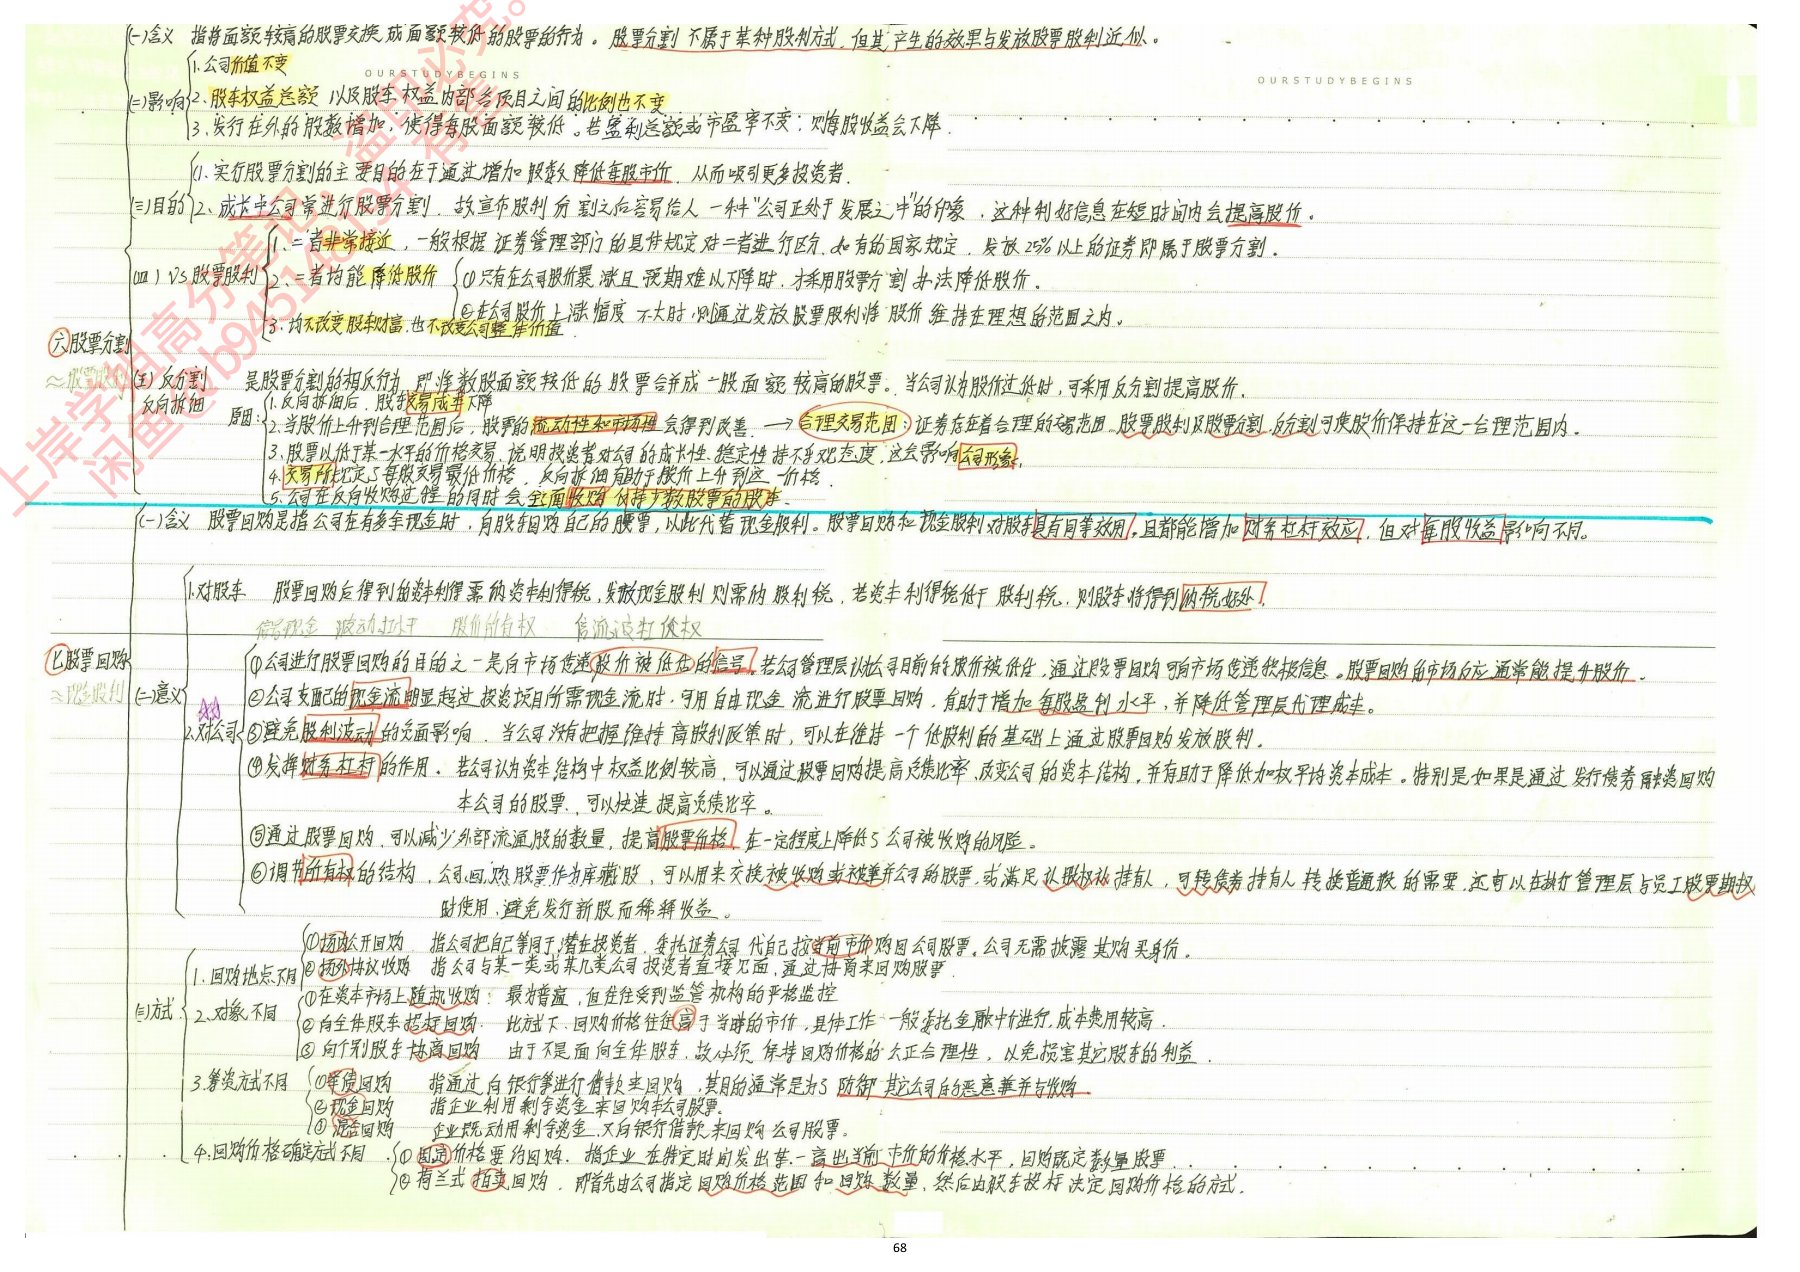 (一)含义 指将面额较高的股票交换成面额较低的股票的行为。股票分割不属于某种股利方式,但其产生的效果与发放股票股利近似。
1.公司价值不变
OURSTUDYBEGINS
OURSTUDYBEGINS
(二)影响 2、股东权益总额 以及股东权益内部各项目之间的比例也不变
3.发行在外的股数增加,使得每股面额较低。若盈利总额或市盈率不变;则每股收益会下降.
1.实行股票分割的主要目的在于通过增加股数降低每股市价,从而吸引更多投资者.
(三)目的 2、成长中公司常进行股票分割.故宣布股利分割之后容易给人一种“公司正处于发展之中”的印象,这种利好信息在短时间内会提高股价。
1.二者非常接近,一般根据证券管理部门的具体规定对二者进行区分.如有的国家规定,发放25%以上的证券即属于股票分割.
(四) VS股票股利 2、二者均能降低股价 ①只有在公司股价暴涨且预期难以下降时,才采用股票分割办法降低股价。
②在公司股价上涨幅度不大时,则通过发放股票股利将股价维持在理想的范围之内。
3.均不改变股东财富,也不改变公司整体价值
六股票分割
≈股票股利
(五)反分割 是股票分割的相反行为,即将数股面额较低的股票合并成一股面额较高的股票。当公司认为股价过低时,可采用反分割提高股价.
反向拆细
原因: 1.反向拆细后,股东交易成本下降
2.当股价上升到合理范围后,股票的流动性和市场性会得到改善.→合理交易范围:证券存在着合理的交易范围.股票股利及股票分割.反分割可使股价保持在这一合理范围内.
3.股票以低于某一水平的价格交易,说明投资者对公司的成长性.稳定性持不乐观态度,这会影响公司形象.
4.交易所规定了每股交易最低价格,反向拆细有助于股价上升到这一价格.
5.公司在反向收购过程的同时会全面收购仅持少数股票的股东.
(一)含义 股票回购是指公司在有多余现金时,向股东回购自己的股票,以此代替现金股利。股票回购和现金股利对股东具有同等效用,且都能增加财务杠杆效应,但对每股收益影响不同。
1.对股东 股票回购后得到的资本利得需纳资本利得税,发放现金股利则需纳股利税,若资本利得税低于股利税,则股东将得到纳税好处.
信号现金 波动杠杆 股价所有权 信流波杠价权
七股票回购
≈现金股利
(二)意义
2.对公司 ①公司进行股票回购的目的之一是向市场传递股价被低估的信号.若公司管理层认为公司目前的股价被低估,通过股票回购可向市场传递积极信息。股票回购的市场反应通常能提升股价.
②公司支配的现金流明显超过投资项目所需现金流时,可用自由现金流进行股票回购,有助于增加每股盈利水平,并降低管理层代理成本。
③避免股利波动的负面影响.当公司没有把握维持高股利政策时,可以在维持一个低股利的基础上通过股票回购发放股利.
④发挥财务杠杆的作用.若公司认为资本结构中权益比例较高,可以通过股票回购提高负债比率,改变公司的资本结构,并有助于降低加权平均资本成本。特别是如果是通过发行债券融资回购
本公司的股票,可以快速提高负债比率。
⑤通过股票回购,可以减少外部流通股的数量,提高股票价格,在一定程度上降低了公司被收购的风险。
⑥调节所有权的结构.公司回购股票作为库藏股,可以用来交换被收购或被兼并公司的股票,或满足认股权证持有人,可转债券持有人转换普通股的需要,还可以在执行管理层与员工股票期权
时使用,避免发行新股而稀释收益。
(三)方式
1.回购地点不同 ①场内公开回购 指公司把自己等同于潜在投资者,委托证券公司代自己按当前市价购回公司股票.公司无需披露其购买身份.
②场外协议收购 指公司与某一类或某几类公司投资者直接见面,通过协商来回购股票.
2.对象不同 ①在资本市场上随机收购: 最为普遍,但往往受到监管机构的严格监控
②向全体股东招标回购. 此方式下,回购价格往往高于当时的市价,具体工作一般委托金融中介进行,成本费用较高.
③向个别股东协商回购 由于不是面向全体股东,故必须保持回购价格的公正合理性,以免损害其它股东的利益.
3.筹资方式不同 ①举债回购 指通过向银行等进行借款来回购,其目的通常是为了防御其它公司的恶意兼并与收购.
②现金回购 指企业利用剩余资金来回购本公司股票.
③混合回购 企业既动用剩余资金,又向银行借款来回购公司股票。
4.回购价格确定方式不同 ①固定价格要约回购. 指企业在特定时间发出某一高出当前市价的价格水平,回购既定数量股票.
②荷兰式拍卖回购. 即首先由公司指定回购价格范围和回购数量,然后由股东投标决定回购价格的方式.
68
上岸学姐高分笔记
盗印必究。